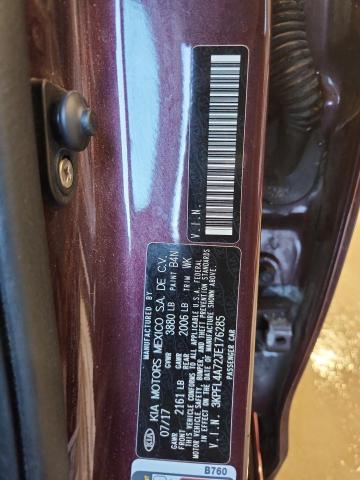 V.I.N.
KIA KIA MOTORS MEXICO S.A. DE C.V.
07/17 GVWR 3880 LB PAINT B4N
GAWR FRONT 2161 LB GAWR REAR 2006 LB TRIM WK
THIS VEHICLE CONFORMS TO ALL APPLICABLE U.S.A. FEDERAL
MOTOR VEHICLE SAFETY, BUMPER, AND THEFT PREVENTION STANDARDS
IN EFFECT ON THE DATE OF MANUFACTURE SHOWN ABOVE.
V.I.N. 3KPFL4A72JE176285 PASSENGER CAR
B760